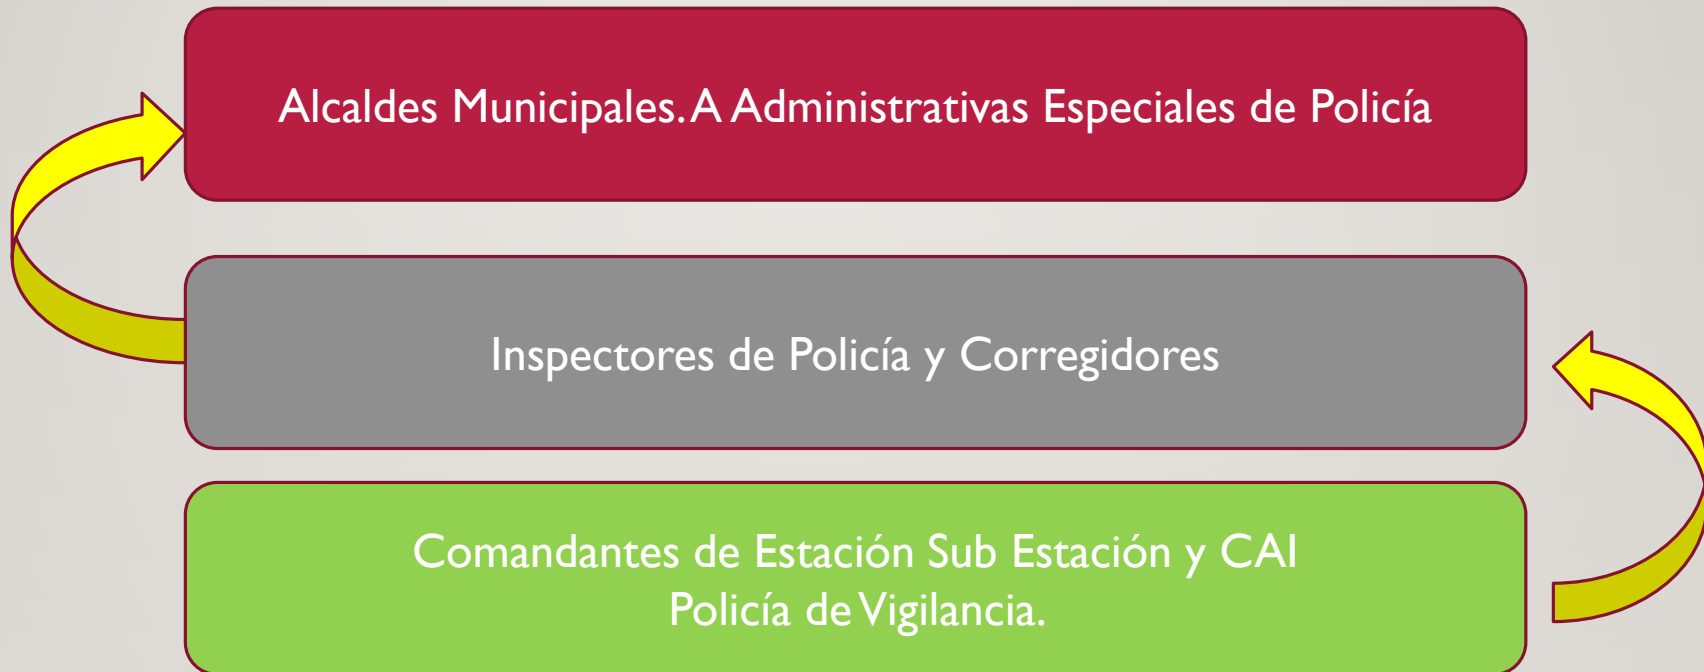 Alcaldes Municipales. A Administrativas Especiales de Policía
Inspectores de Policía y Corregidores
Comandantes de Estación Sub Estación y CAI
Policía de Vigilancia.